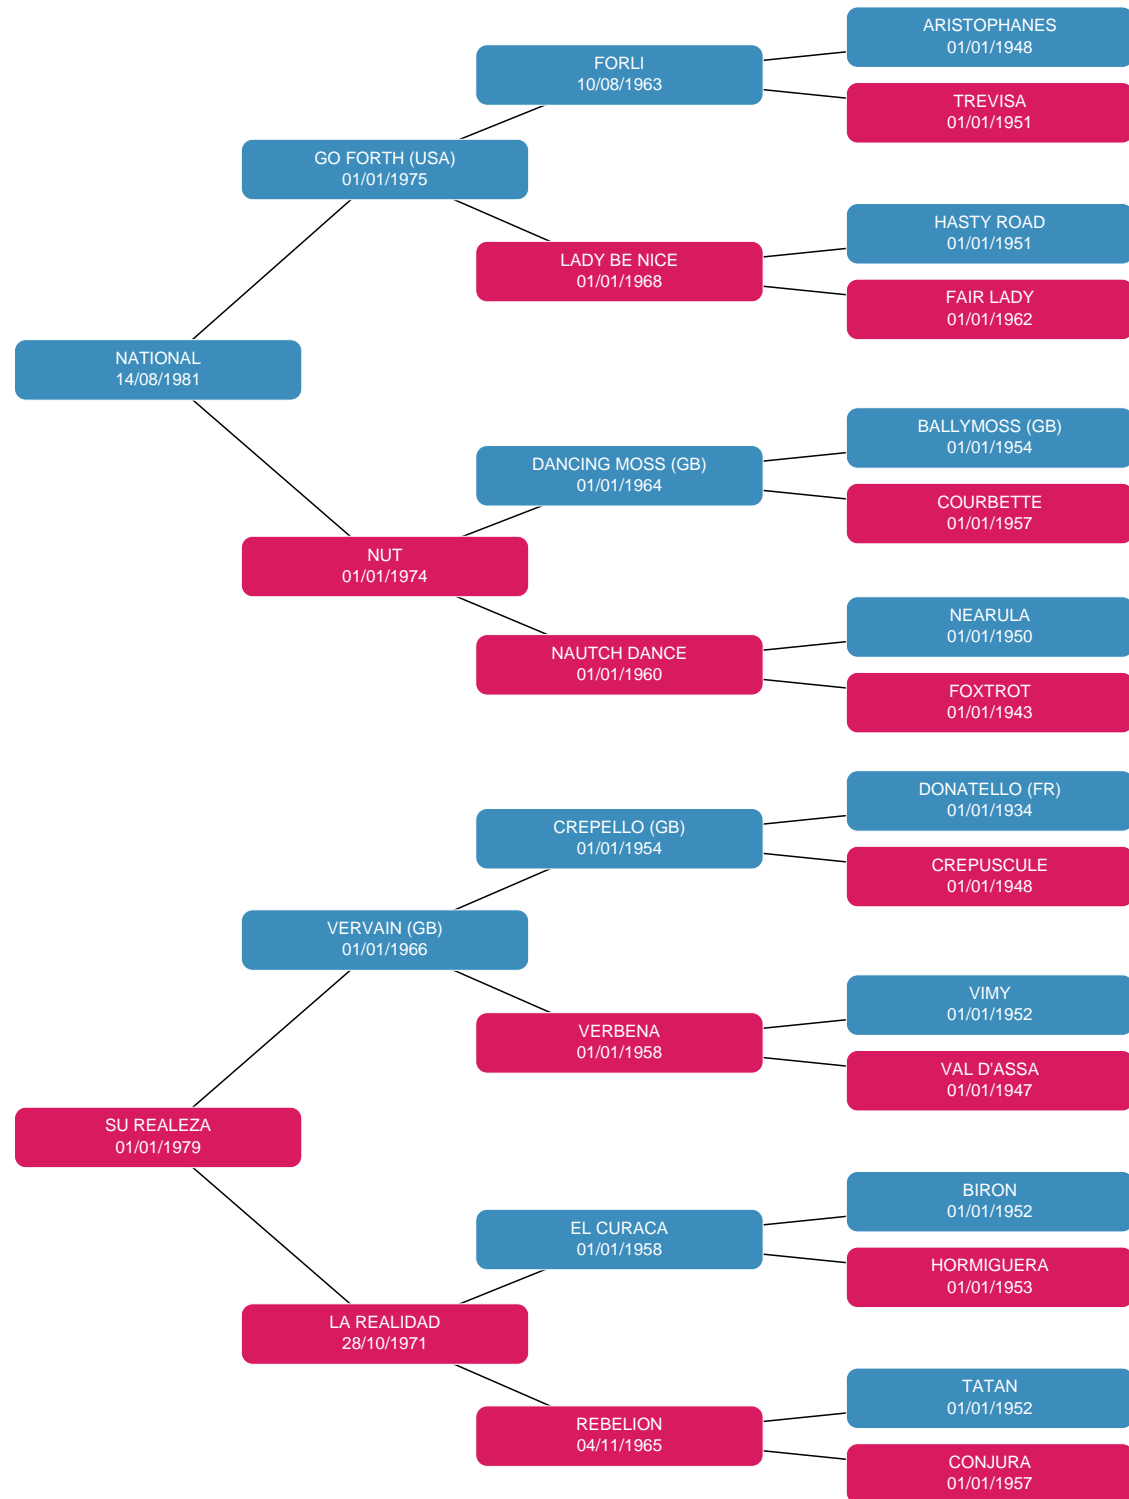 ARISTOPHANES
01/01/1948
FORLI
10/08/1963
TREVISA
01/01/1951
GO FORTH (USA)
01/01/1975
HASTY ROAD
01/01/1951
LADY BE NICE
01/01/1968
FAIR LADY
01/01/1962
NATIONAL
14/08/1981
BALLYMOSS (GB)
01/01/1954
DANCING MOSS (GB)
01/01/1964
COURBETTE
01/01/1957
NUT
01/01/1974
NEARULA
01/01/1950
NAUTCH DANCE
01/01/1960
FOXTROT
01/01/1943
DONATELLO (FR)
01/01/1934
CREPELLO (GB)
01/01/1954
CREPUSCULE
01/01/1948
VERVAIN (GB)
01/01/1966
VIMY
01/01/1952
VERBENA
01/01/1958
VAL D'ASSA
01/01/1947
SU REALEZA
01/01/1979
BIRON
01/01/1952
EL CURACA
01/01/1958
HORMIGUERA
01/01/1953
LA REALIDAD
28/10/1971
TATAN
01/01/1952
REBELION
04/11/1965
CONJURA
01/01/1957